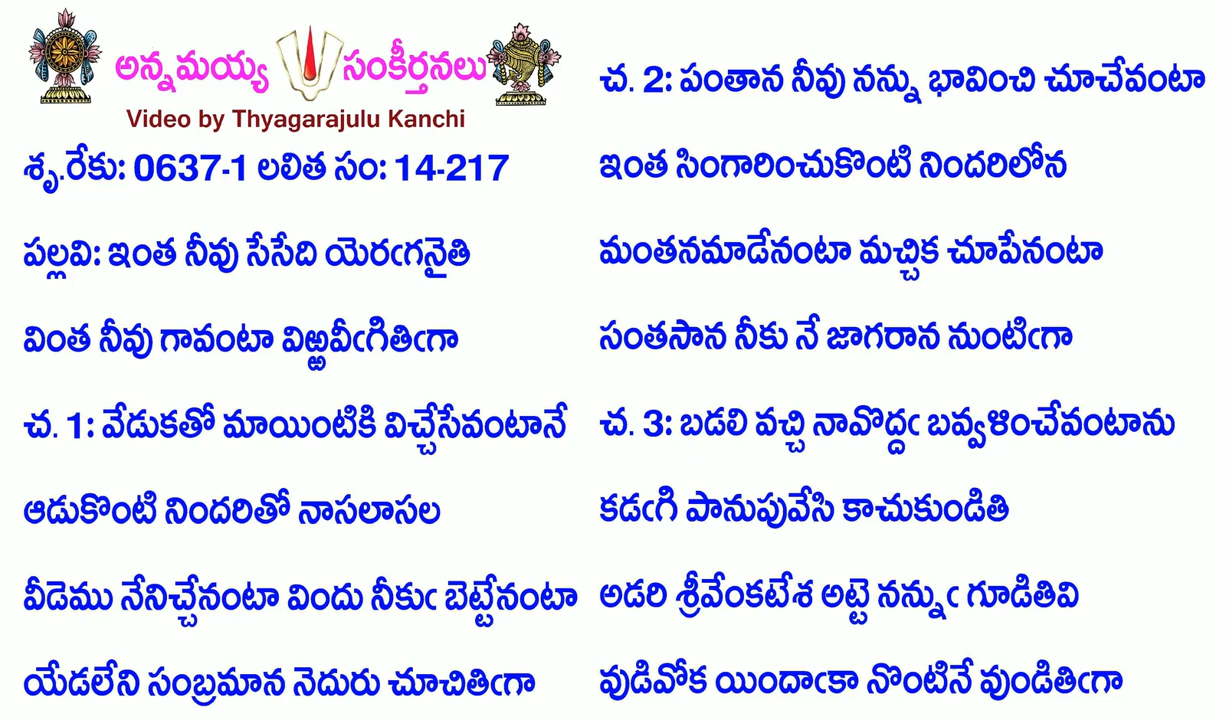 అన్నమయ్య సంకీర్తనలు
Video by Thyagarajulu Kanchi
శృ.రేకు: 0637-1 లలిత సం: 14-217
పల్లవి: ఇంత నీవు సేసేది యెరఁగనైతి
వింత నీవు గావంటా విఱ్ఱవీఁగితిఁగా
చ. 1: వేడుకతో మాయింటికి విచ్చేసేవంటానే
ఆడుకొంటి నిందరితో నాసలాసల
వీడెము నేనిచ్చేనంటా విందు నీకుఁ బెట్టేనంటా
యేడలేని సంబ్రమాన నెదురు చూచితిఁగా
చ. 2: పంతాన నీవు నన్ను భావించి చూచేవంటా
ఇంత సింగారించుకొంటి నిందరిలోన
మంతనమాడేనంటా మచ్చిక చూపేనంటా
సంతసాన నీకు నే జాగరాన నుంటిఁగా
చ. 3: బడలి వచ్చి నావొద్దఁ బవ్వళించేవంటాను
కడఁగి పానుపువేసి కాచుకుండితి
అడరి శ్రీవేంకటేశ అట్టె నన్నుఁ గూడితివి
వుడివోక యిందాఁకా నొంటినే వుండితిఁగా